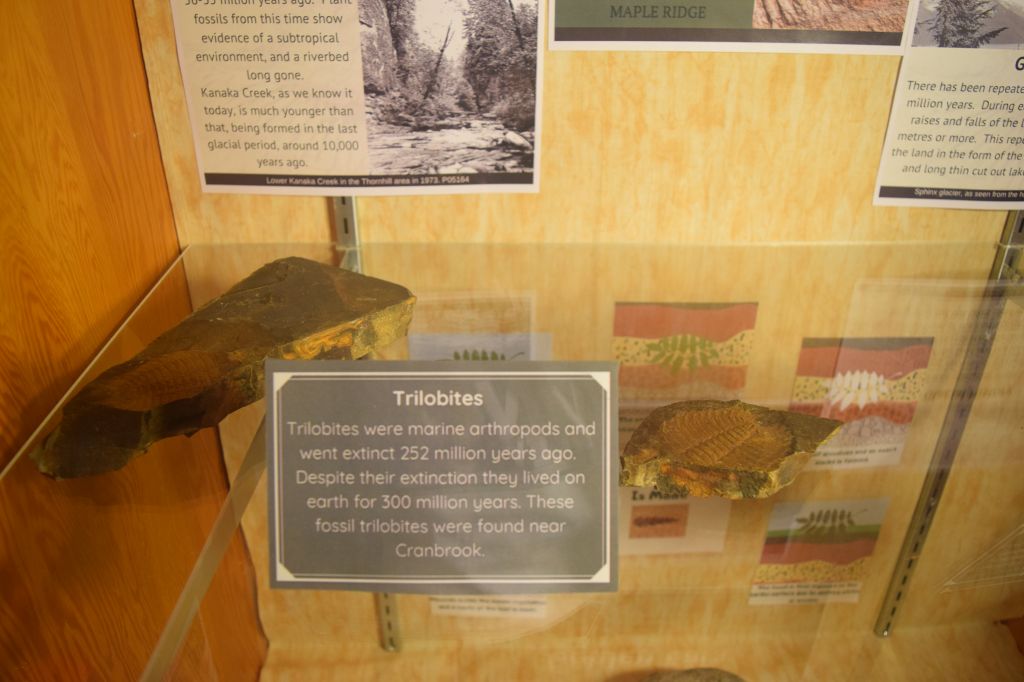 fossils from this time show
evidence of a subtropical
environment, and a riverbed
long gone.
Kanaka Creek, as we know it
today, is much younger than
that, being formed in the last
glacial period, around 10,000
years ago.
Lower Kanaka Creek in the Thornhill area in 1973. P05164
MAPLE RIDGE
There has been repeate
million years. During e
raises and falls of the
metres or more. This rep
the land in the form of the
and long thin cut out lak
Sphinx glacier, as seen from the
Trilobites
Trilobites were marine arthropods and
went extinct 252 million years ago.
Despite their extinction they lived on
earth for 300 million years. These
fossil trilobites were found near
Cranbrook.
Is Made